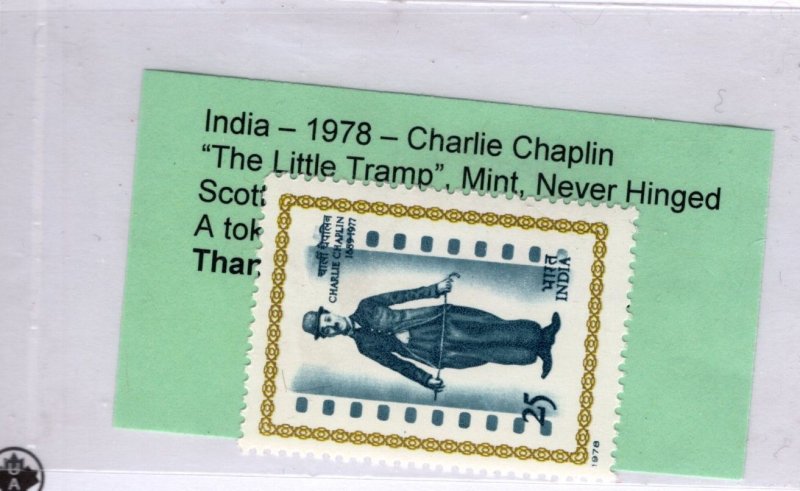 India – 1978 – Charlie Chaplin
“The Little Tramp”, Mint, Never Hinged
Scott
A tok
Than
चार्ली चैपलिन
CHARLIE CHAPLIN
1889-1977
भारत
INDIA
25
1978
U
A